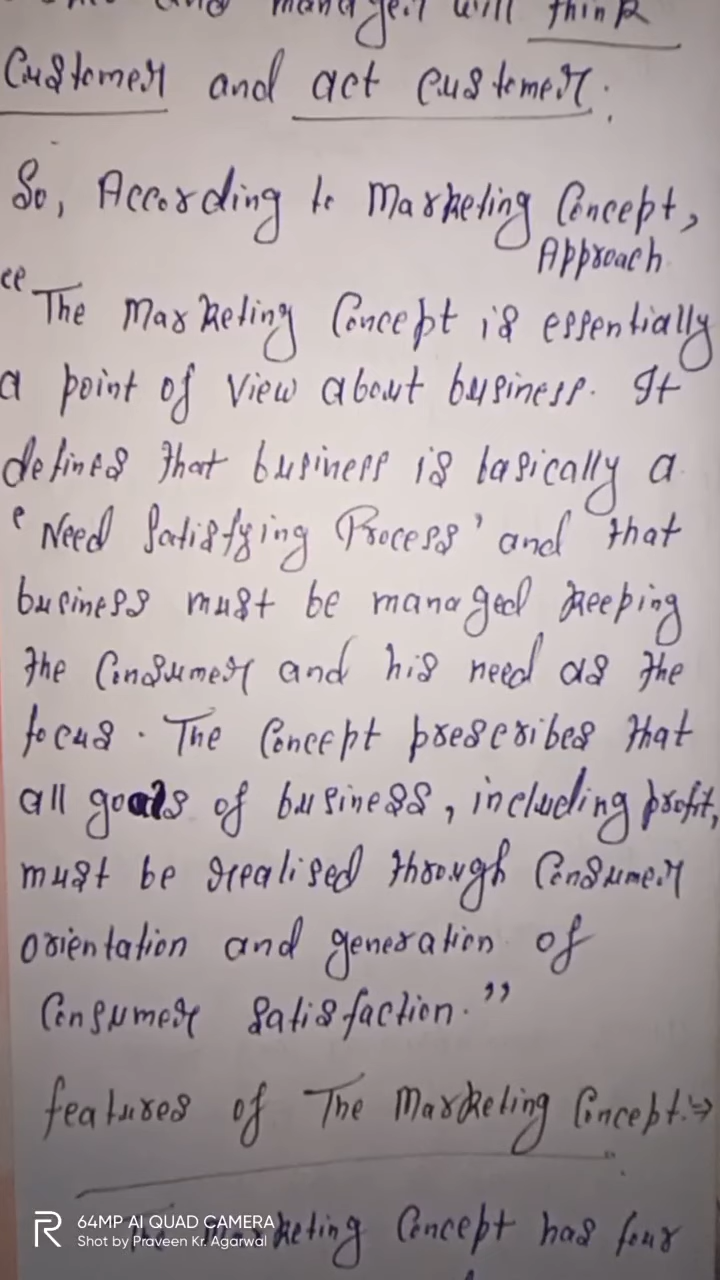 and manager will think
Customer and act customer.
So, According to Marketing Concept,
Approach
"The Marketing Concept is essentially
a point of view about business. It
defines that business is basically a
'Need Satisfying Process' and that
business must be managed keeping
the Consumer and his need as the
focus. The Concept prescribes that
all goals of business, including profit,
must be realised through Consumer
orientation and generation of
Consumer Satisfaction."
features of The Marketing Concept:⇒
The Marketing Concept has four
64MP AI QUAD CAMERA
Shot by Praveen Kr. Agarwal